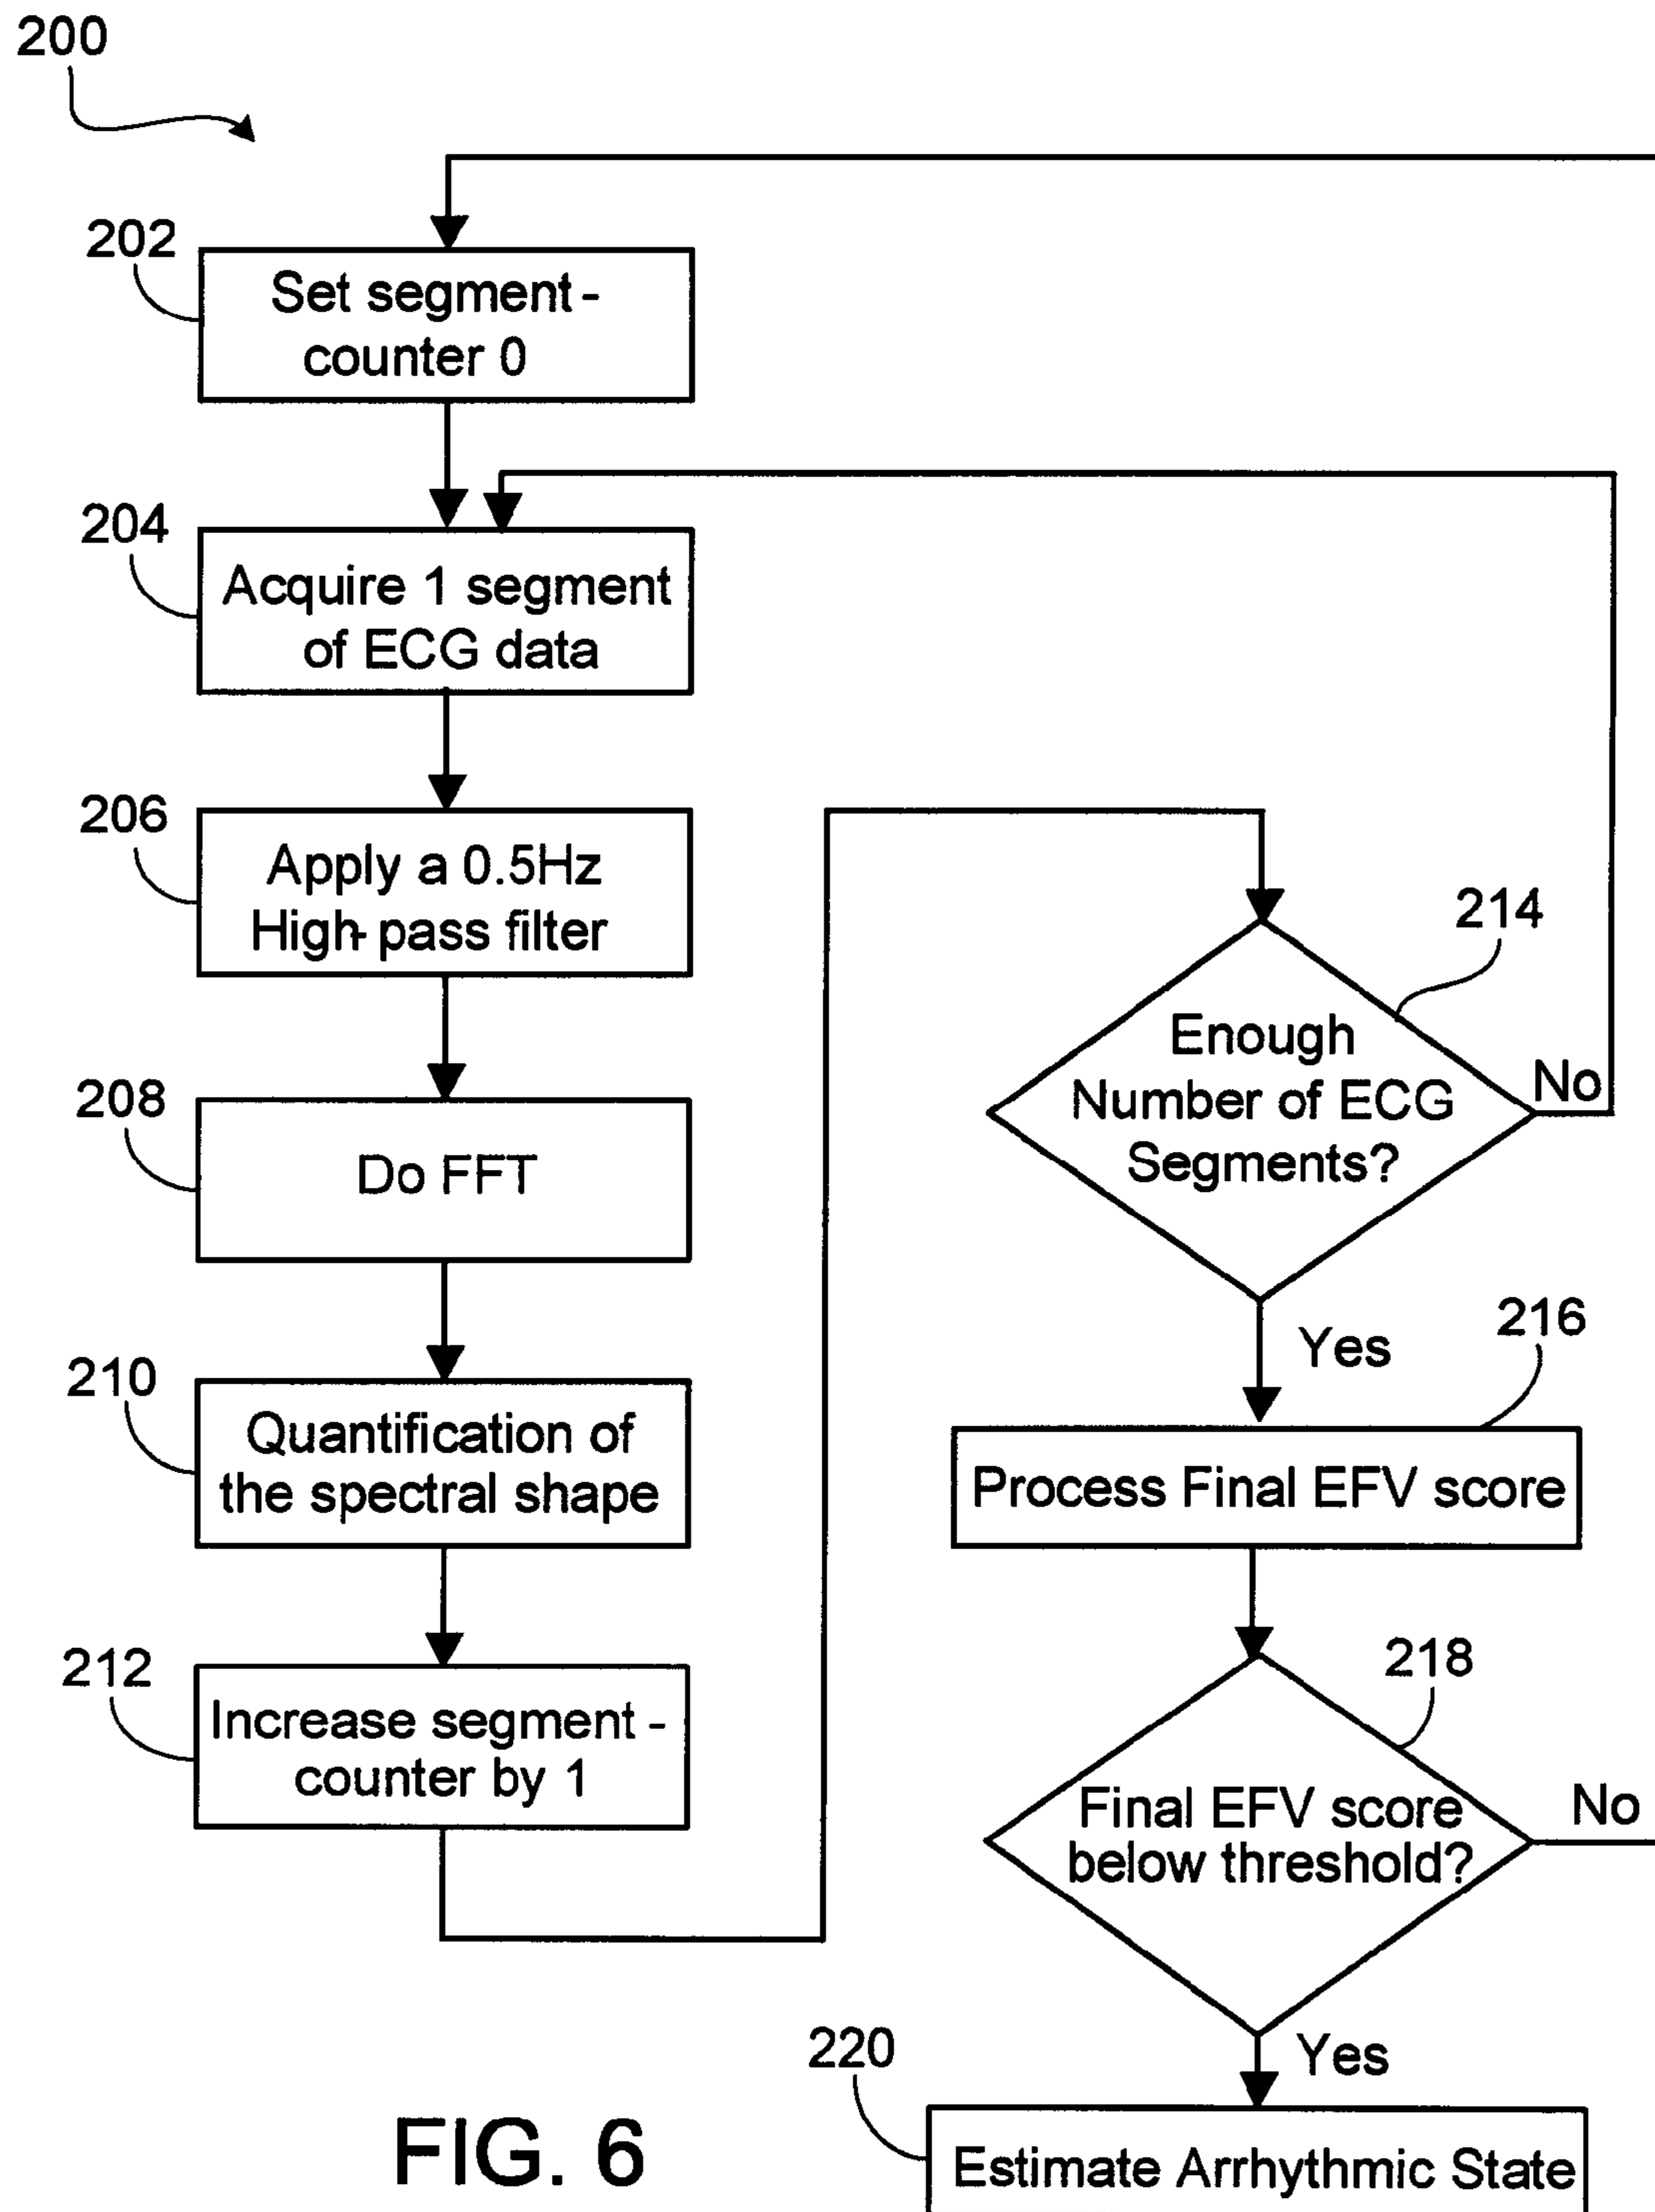 200
202
Set segment-
counter 0
204
Acquire 1 segment
of ECG data
206
Apply a 0.5Hz
High-pass filter
208
Do FFT
210
Quantification of
the spectral shape
212
Increase segment-
counter by 1
214
Enough
Number of ECG
Segments?
No
Yes
216
Process Final EFV score
218
Final EFV score
below threshold?
No
Yes
220
Estimate Arrhythmic State
FIG. 6